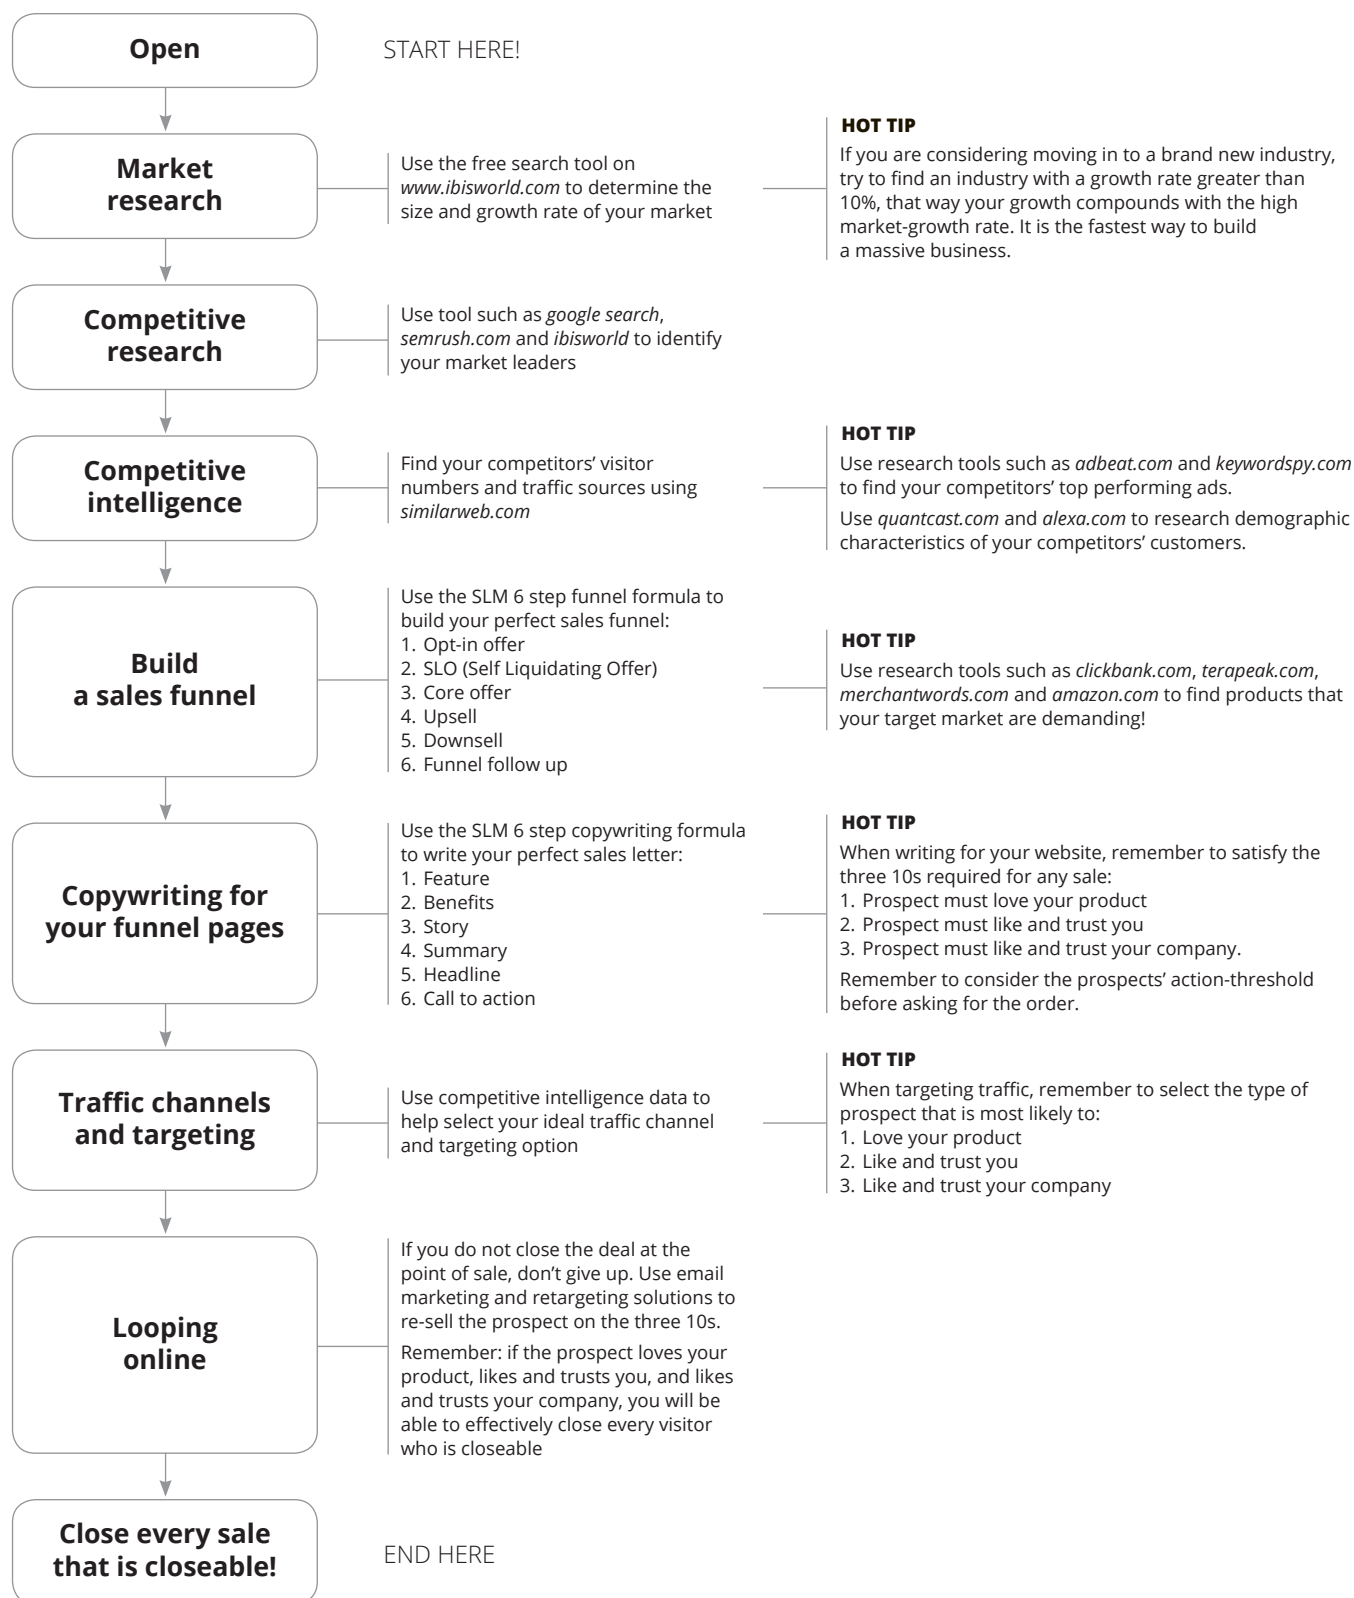 Open
START HERE!
Market
research
Use the free search tool on
www.ibisworld.com to determine the
size and growth rate of your market
HOT TIP
If you are considering moving in to a brand new industry,
try to find an industry with a growth rate greater than
10%, that way your growth compounds with the high
market-growth rate. It is the fastest way to build
a massive business.
Competitive
research
Use tool such as google search,
semrush.com and ibisworld to identify
your market leaders
Competitive
intelligence
Find your competitors’ visitor
numbers and traffic sources using
similarweb.com
HOT TIP
Use research tools such as adbeat.com and keywordspy.com
to find your competitors’ top performing ads.
Use quantcast.com and alexa.com to research demographic
characteristics of your competitors’ customers.
Build
a sales funnel
Use the SLM 6 step funnel formula to
build your perfect sales funnel:
1. Opt-in offer
2. SLO (Self Liquidating Offer)
3. Core offer
4. Upsell
5. Downsell
6. Funnel follow up
HOT TIP
Use research tools such as clickbank.com, terapeak.com,
merchantwords.com and amazon.com to find products that
your target market are demanding!
Copywriting for
your funnel pages
Use the SLM 6 step copywriting formula
to write your perfect sales letter:
1. Feature
2. Benefits
3. Story
4. Summary
5. Headline
6. Call to action
HOT TIP
When writing for your website, remember to satisfy the
three 10s required for any sale:
1. Prospect must love your product
2. Prospect must like and trust you
3. Prospect must like and trust your company.
Remember to consider the prospects’ action-threshold
before asking for the order.
Traffic channels
and targeting
Use competitive intelligence data to
help select your ideal traffic channel
and targeting option
HOT TIP
When targeting traffic, remember to select the type of
prospect that is most likely to:
1. Love your product
2. Like and trust you
3. Like and trust your company
Looping
online
If you do not close the deal at the
point of sale, don’t give up. Use email
marketing and retargeting solutions to
re-sell the prospect on the three 10s.
Remember: if the prospect loves your
product, likes and trusts you, and likes
and trusts your company, you will be
able to effectively close every visitor
who is closeable
Close every sale
that is closeable!
END HERE